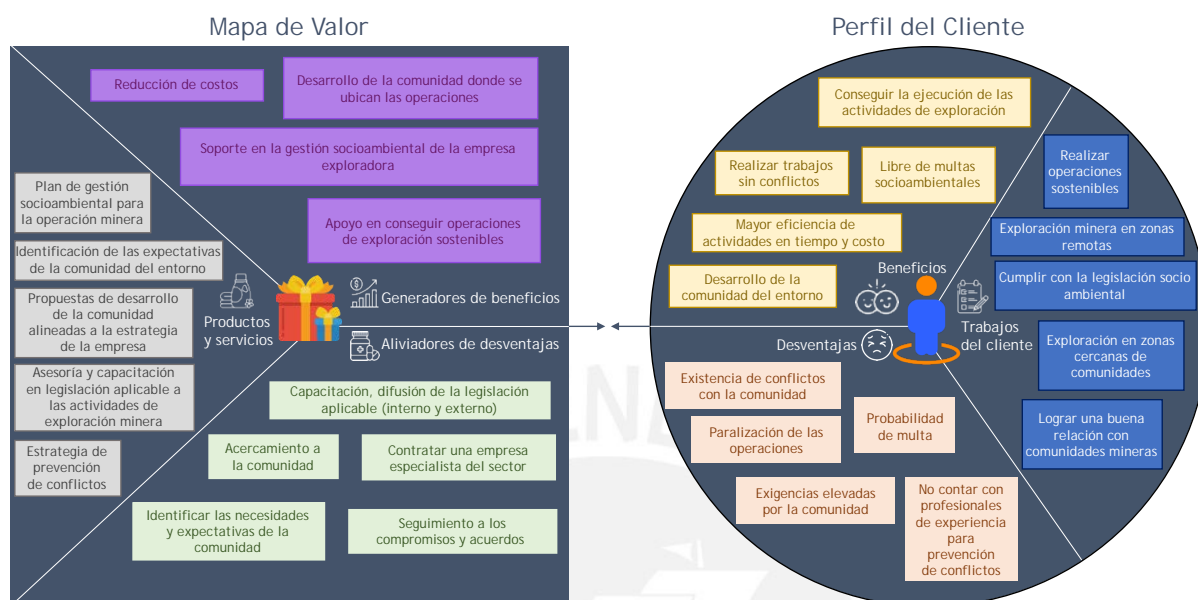 Mapa de Valor
Reducción de costos
Desarrollo de la comunidad donde se
ubican las operaciones
Soporte en la gestión socioambiental de la empresa
exploradora
Apoyo en conseguir operaciones
de exploración sostenibles
Plan de gestión
socioambiental para
la operación minera
Identificación de las expectativas
de la comunidad del entorno
Propuestas de desarrollo
de la comunidad
alineadas a la estrategia
de la empresa
Asesoría y capacitación
en legislación aplicable a
las actividades de
exploración minera
Estrategia de
prevención
de conflictos
Productos
y servicios
Generadores de beneficios
Aliviadores de desventajas
Capacitación, difusión de la legislación
aplicable (interno y externo)
Acercamiento a
la comunidad
Contratar una empresa
especialista del sector
Identificar las necesidades
y expectativas de la
comunidad
Seguimiento a los
compromisos y acuerdos
Perfil del Cliente
Conseguir la ejecución de las
actividades de exploración
Realizar trabajos
sin conflictos
Libre de multas
socioambientales
Mayor eficiencia de
actividades en tiempo y costo
Desarrollo de la
comunidad del entorno
Beneficios
Realizar
operaciones
sostenibles
Exploración minera en zonas
remotas
Cumplir con la legislación socio
ambiental
Trabajos
del cliente
Exploración en zonas
cercanas de
comunidades
Lograr una buena
relación con
comunidades mineras
Desventajas
Existencia de conflictos
con la comunidad
Probabilidad
de multa
Paralización de las
operaciones
Exigencias elevadas
por la comunidad
No contar con
profesionales
de experiencia
para
prevención
de conflictos